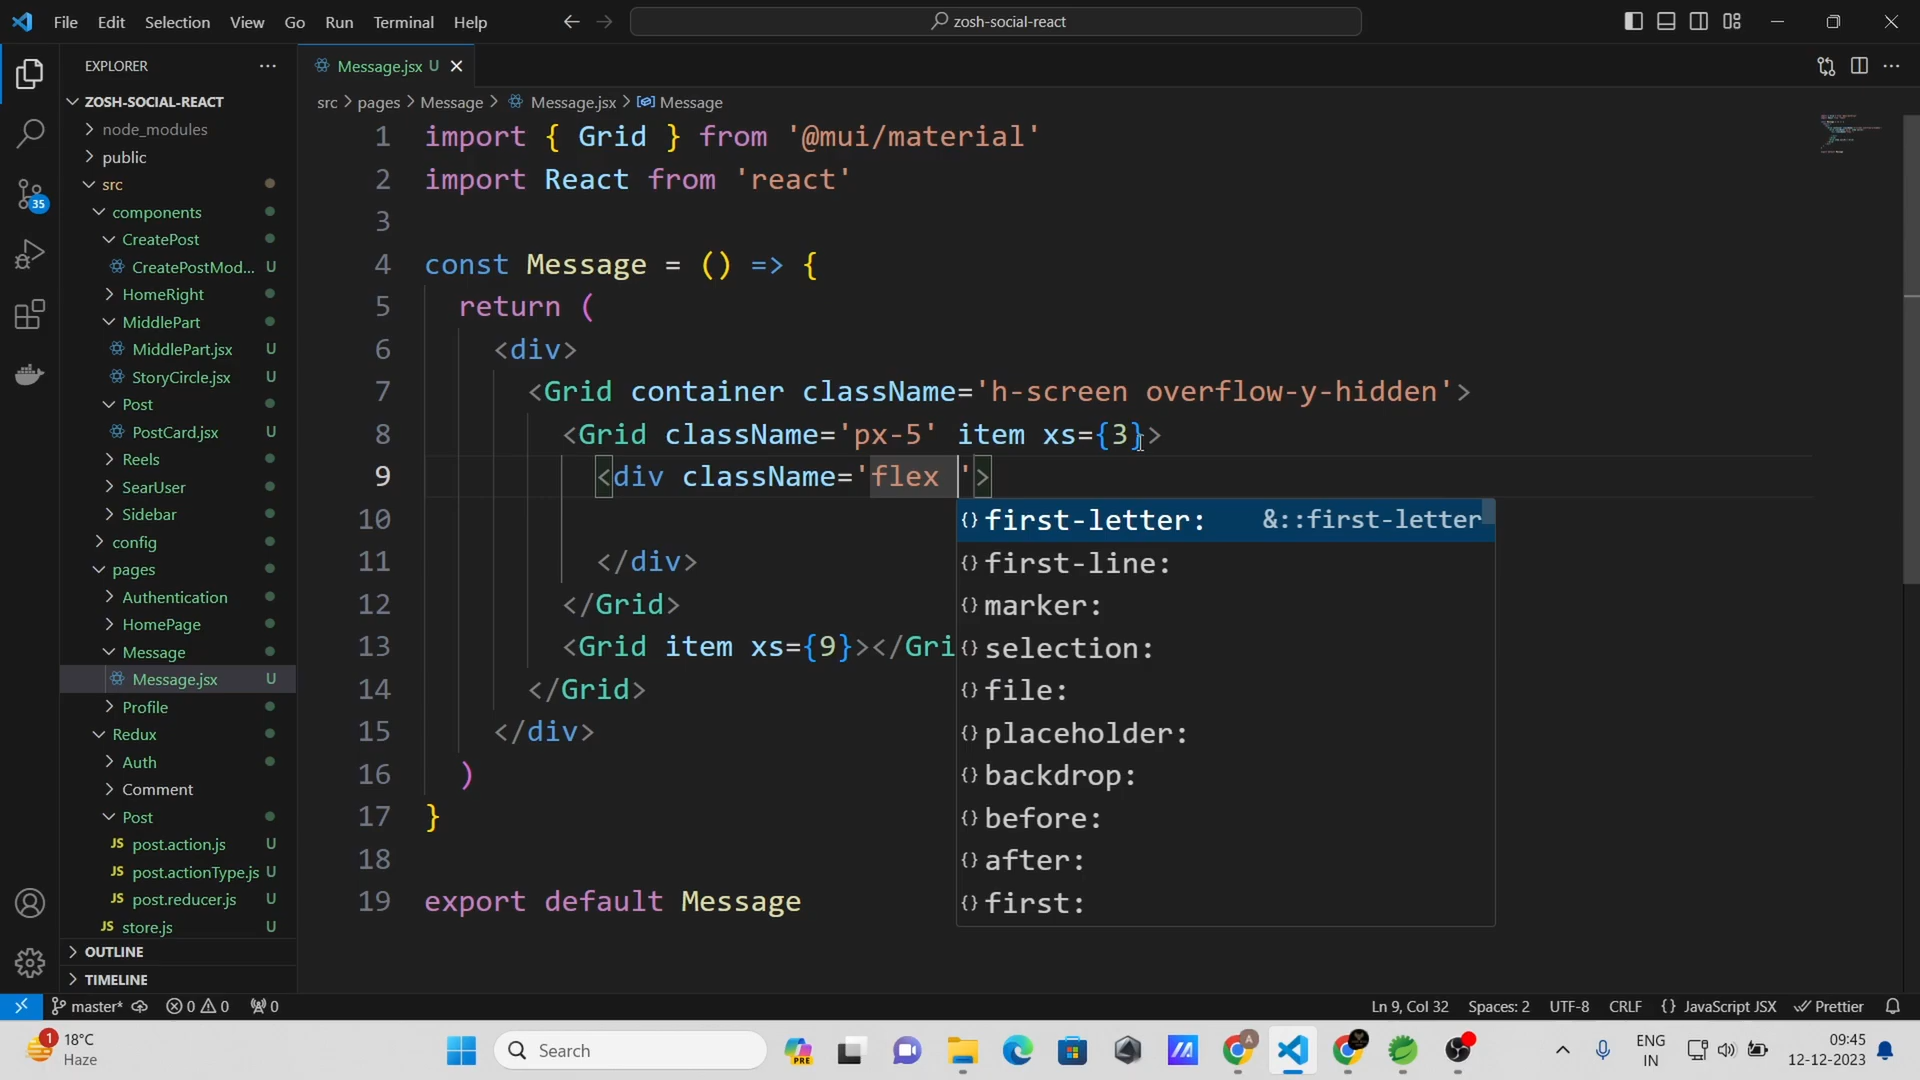 File Edit Selection View Go Run Terminal Help
zosh-social-react
EXPLORER
ZOSH-SOCIAL-REACT
node_modules
public
src
components
CreatePost
CreatePostMod... U
HomeRight
MiddlePart
MiddlePart.jsx U
StoryCircle.jsx U
Post
PostCard.jsx U
Reels
SearUser
Sidebar
config
pages
Authentication
HomePage
Message
Message.jsx U
Profile
Redux
Auth
Comment
Post
JS post.action.js U
JS post.actionType.js U
JS post.reducer.js U
JS store.js U
OUTLINE
TIMELINE
35
Message.jsx U
src > pages > Message > Message.jsx > Message
1 import { Grid } from '@mui/material'
2 import React from 'react'
3
4 const Message = () => {
5 return (
6 <div>
7 <Grid container className='h-screen overflow-y-hidden'>
8 <Grid className='px-5' item xs={3}>
9 <div className='flex '>
10
11 </div>
12 </Grid>
13 <Grid item xs={9}></Gri
14 </Grid>
15 </div>
16 )
17 }
18
19 export default Message
{} first-letter: &::first-letter
{} first-line:
{} marker:
{} selection:
{} file:
{} placeholder:
{} backdrop:
{} before:
{} after:
{} first:
master* 0 0 0
Ln 9, Col 32 Spaces: 2 UTF-8 CRLF {} JavaScript JSX Prettier
1
18°C
Haze
Search
PRE
A
ENG
IN
09:45
12-12-2023